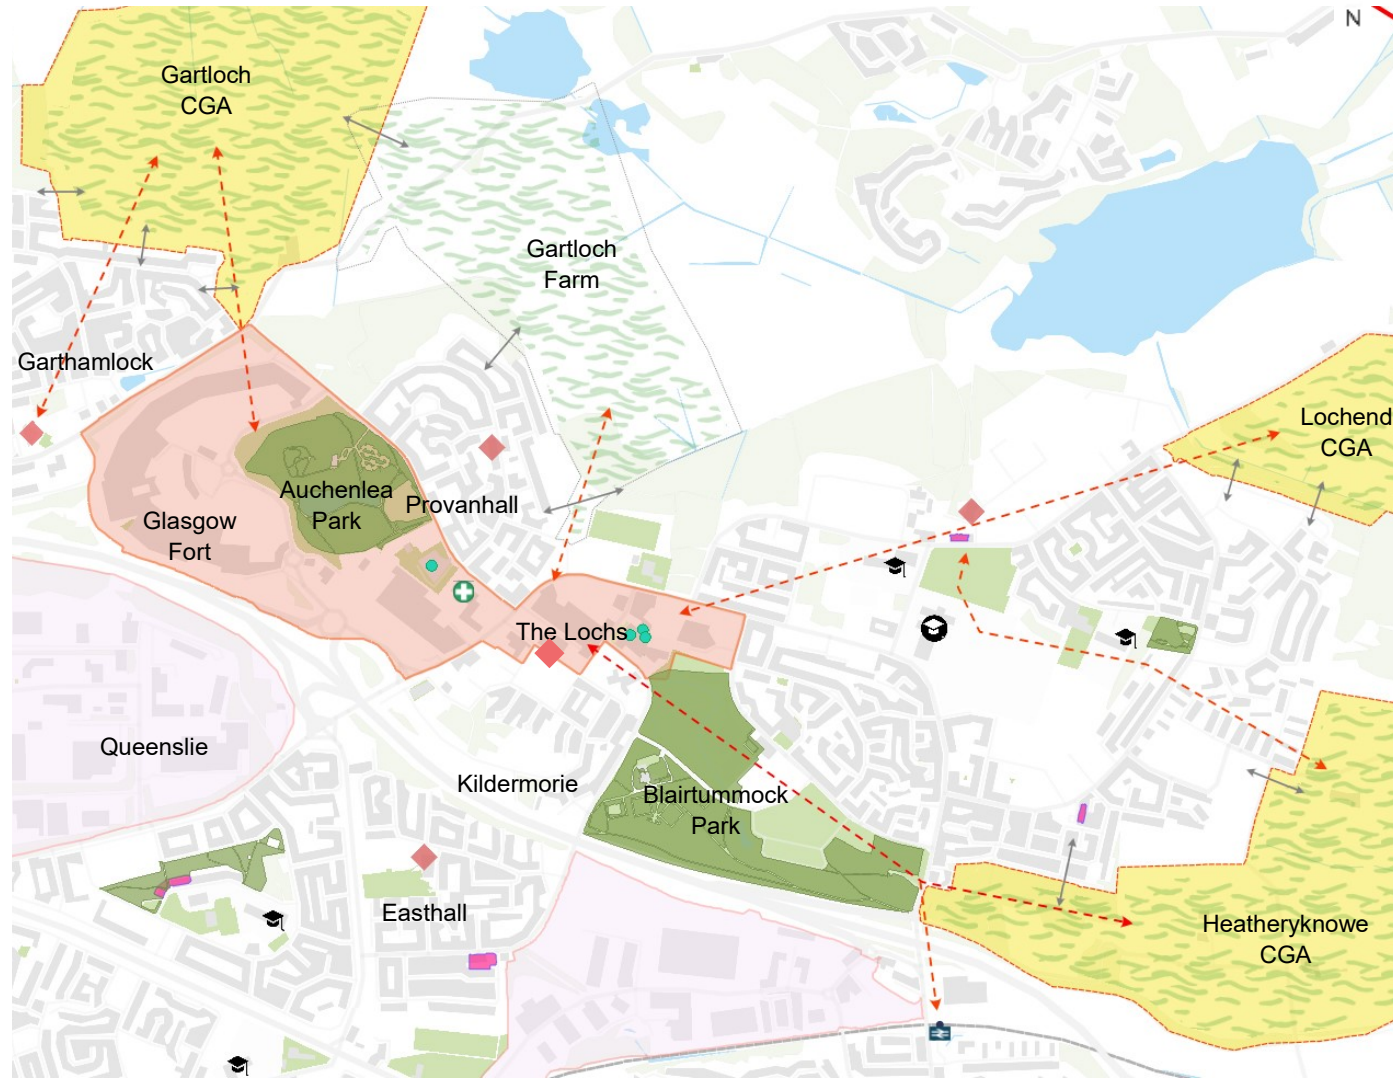 N
Gartloch
CGA
Gartloch
Farm
Garthamlock
Lochend
CGA
Auchenlea
Park
Provanhall
Glasgow
Fort
The Lochs
Queenslie
Kildermorie
Blairtummock
Park
Easthall
Heatheryknowe
CGA